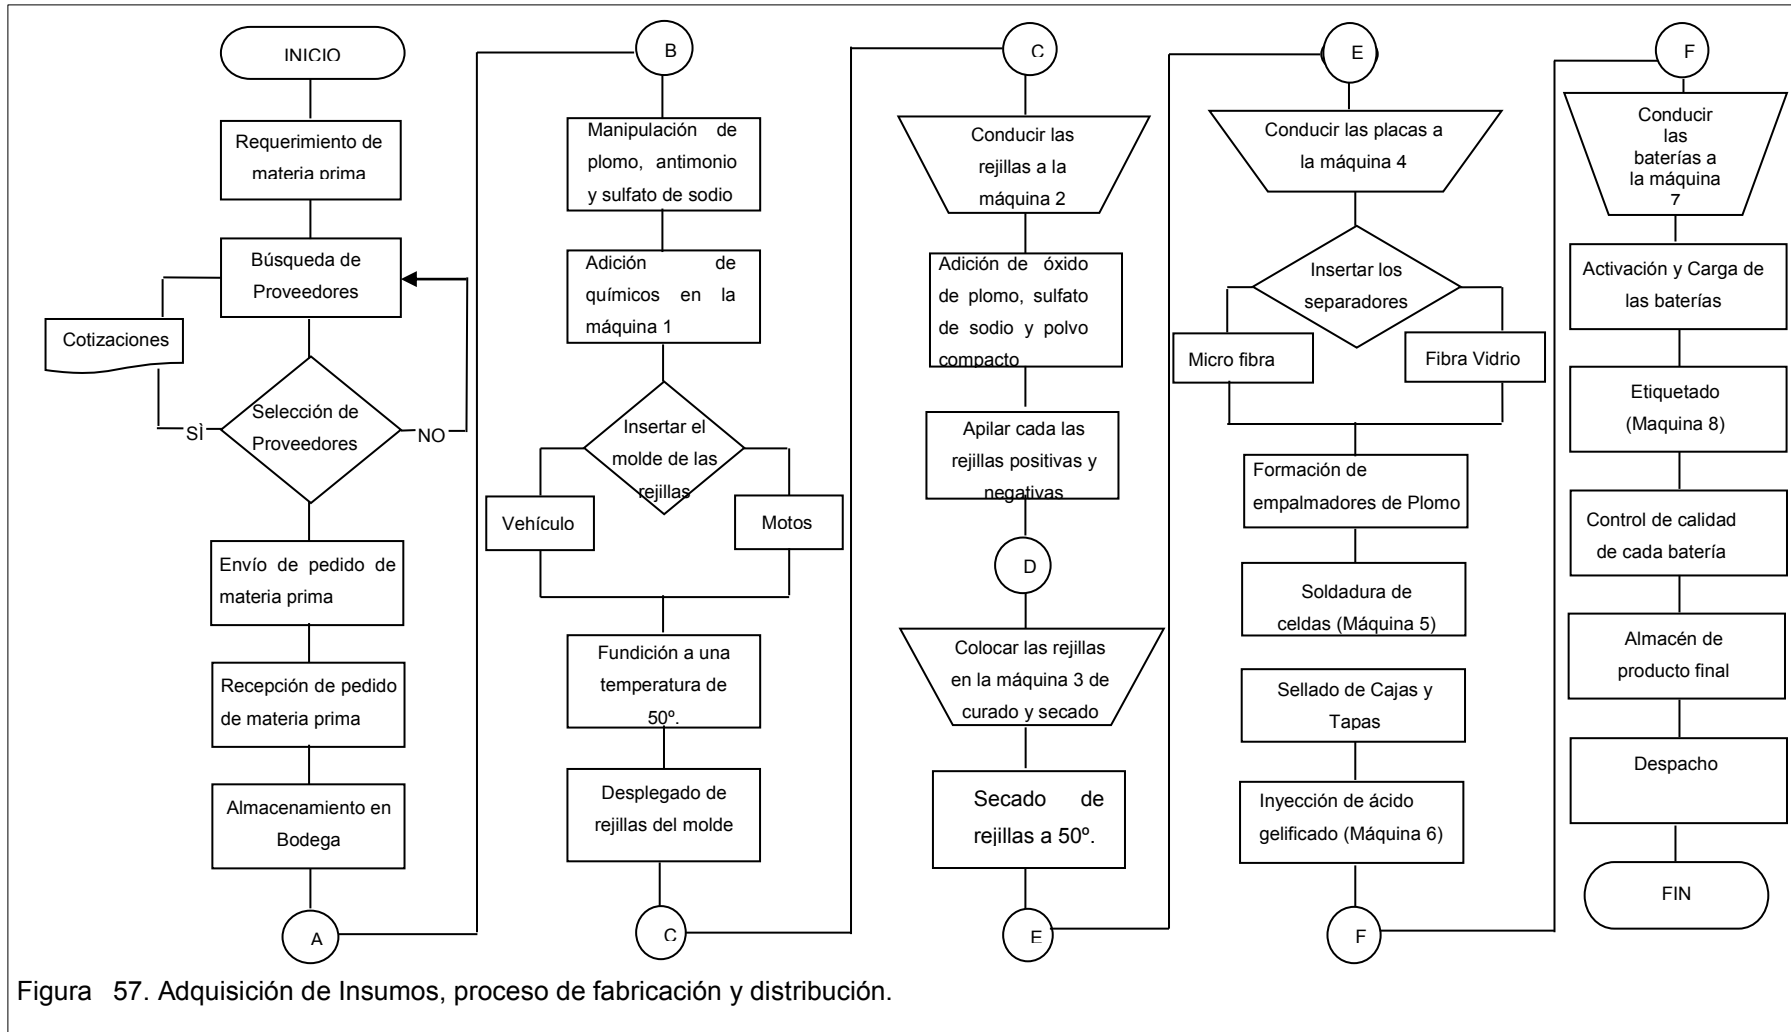 INICIO
Requerimiento de
materia prima
Búsqueda de
Proveedores
Cotizaciones
Selección de
Proveedores
SÌ
NO
Envío de pedido de
materia prima
Recepción de pedido
de materia prima
Almacenamiento en
Bodega
A
B
Manipulación de
plomo, antimonio
y sulfato de sodio
Adición de
químicos en la
máquina 1
Insertar el
molde de las
rejillas
Vehículo
Motos
Fundición a una
temperatura de
50º.
Desplegado de
rejillas del molde
C
C
Conducir las
rejillas a la
máquina 2
Adición de óxido
de plomo, sulfato
de sodio y polvo
compacto
Apilar cada las
rejillas positivas y
negativas
D
Colocar las rejillas
en la máquina 3 de
curado y secado
Secado de
rejillas a 50º.
E
E
Conducir las placas a
la máquina 4
Insertar los
separadores
Micro fibra
Fibra Vidrio
Formación de
empalmadores de Plomo
Soldadura de
celdas (Máquina 5)
Sellado de Cajas y
Tapas
Inyección de ácido
gelificado (Máquina 6)
F
F
Conducir
las
baterías a
la máquina
7
Activación y Carga de
las baterías
Etiquetado
(Maquina 8)
Control de calidad
de cada batería
Almacén de
producto final
Despacho
FIN
Figura 57. Adquisición de Insumos, proceso de fabricación y distribución.